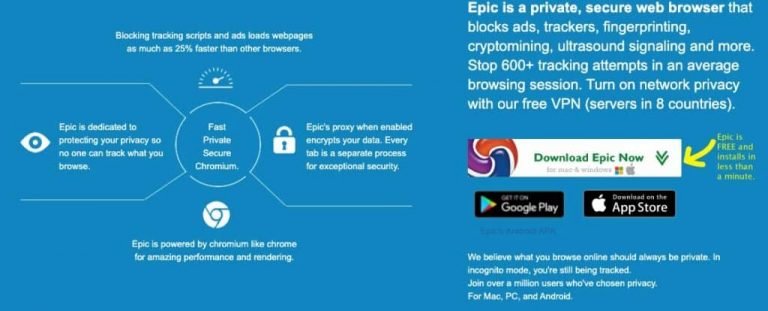 Blocking tracking scripts and ads loads webpages
as much as 25% faster than other browsers.
Epic is dedicated to
protecting your privacy so
no one can track what you
browse.
Fast
Private
Secure
Chromium.
Epic's proxy when enabled
encrypts your data. Every
tab is a separate process
for exceptional security.
Epic is powered by chromium like chrome
for amazing performance and rendering.
Epic is a private, secure web browser that
blocks ads, trackers, fingerprinting,
cryptomining, ultrasound signaling and more.
Stop 600+ tracking attempts in an average
browsing session. Turn on network privacy
with our free VPN (servers in 8 countries).
Download Epic Now
for mac & windows
Epic is
FREE and
installs in
less than
a minute.
GET IT ON
Google Play
Download on the
App Store
Epic's Android APK
We believe what you browse online should always be private. In
incognito mode, you're still being tracked.
Join over a million users who've chosen privacy.
For Mac, PC, and Android.